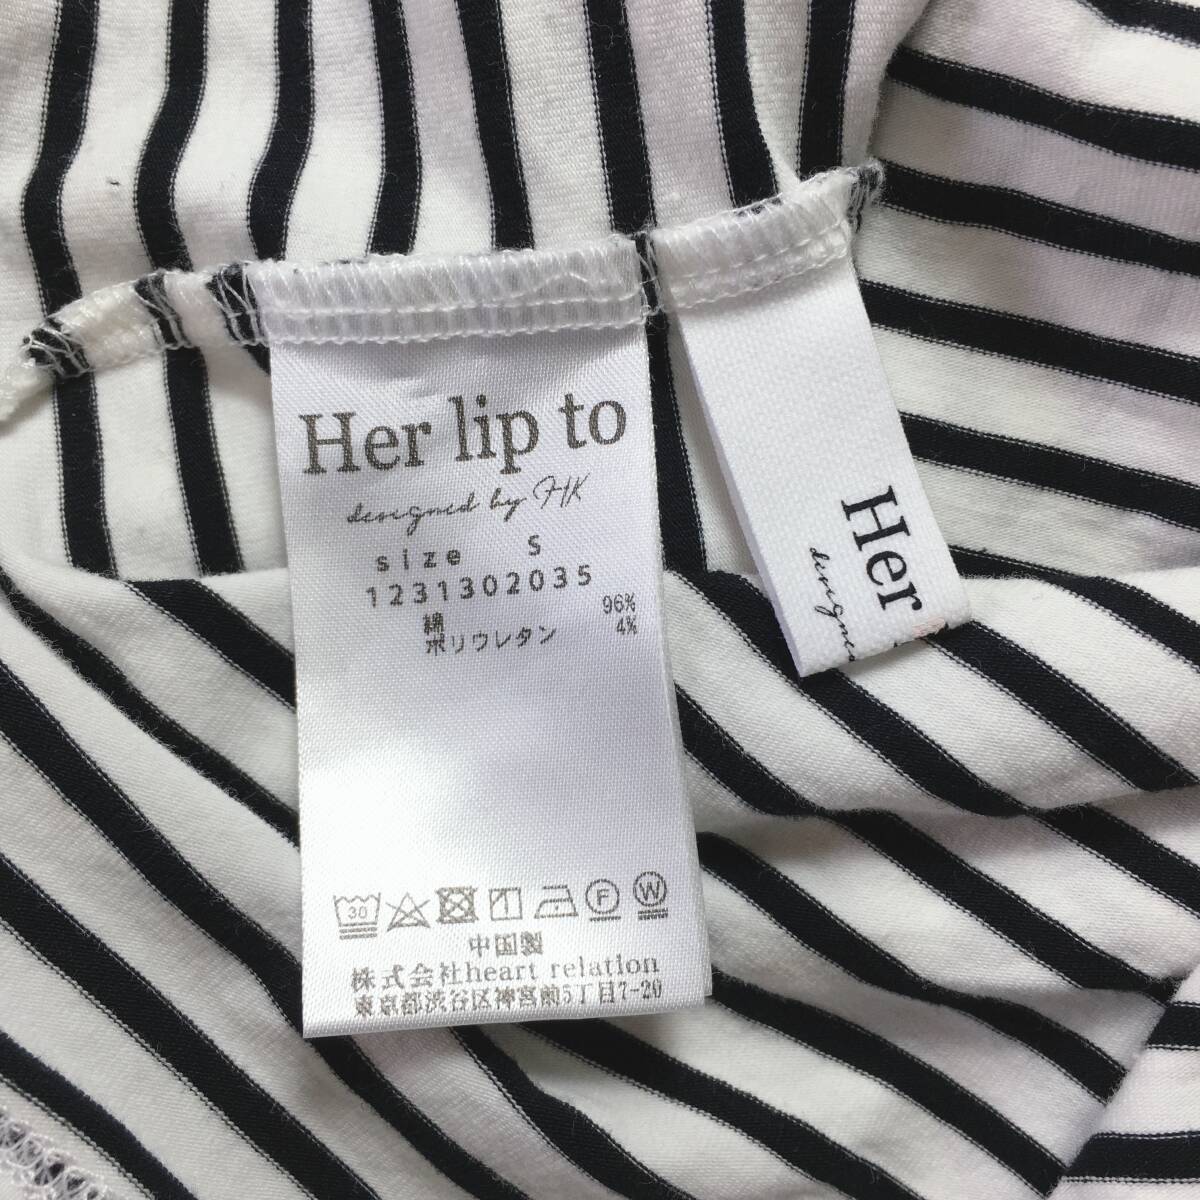 Her lip to
designed by HK
size S
1231302035
綿 96%
ポリウレタン 4%
30
F
W
中国製
株式会社heart relation
東京都渋谷区神宮前5丁目7-20
Her
designed